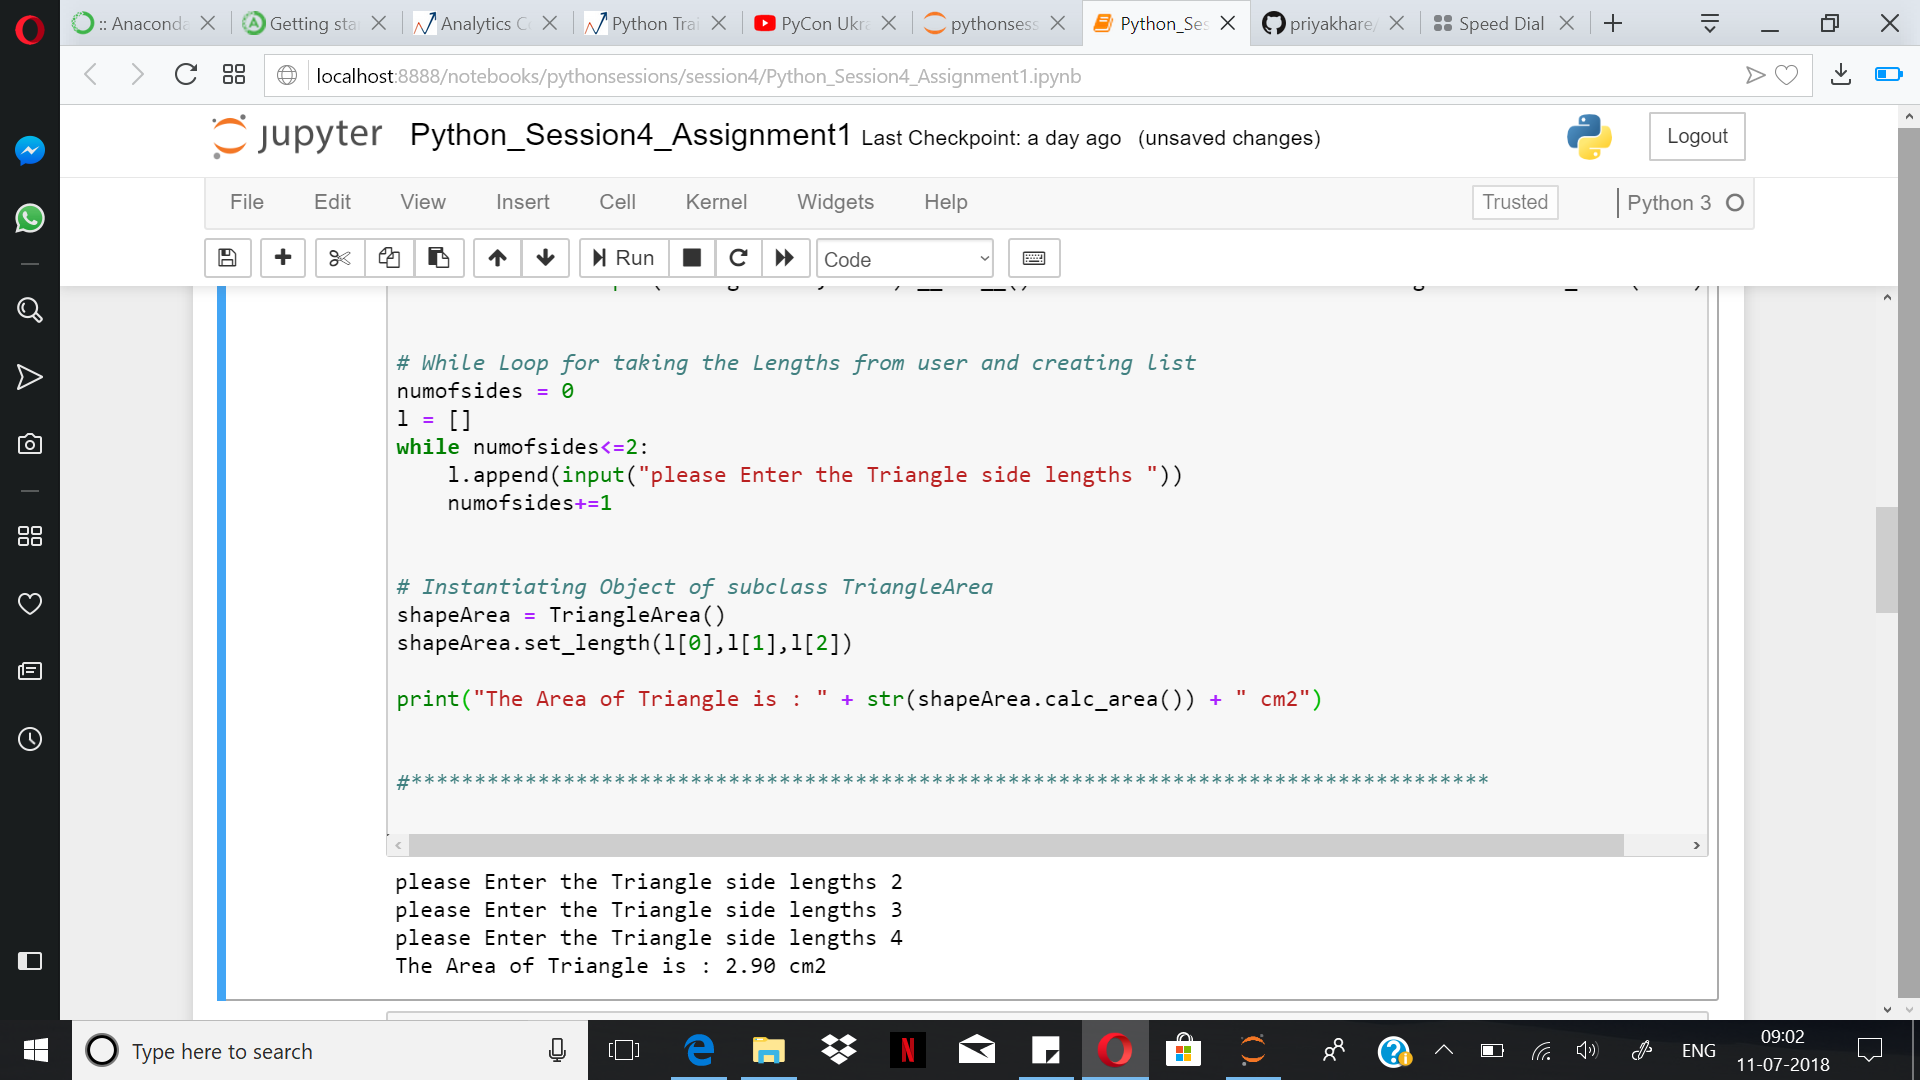 :: Anaconda
Getting sta
Analytics C
Python Trai
PyCon Ukra
pythonsess
Python_Ses
priyakhare/
Speed Dial
localhost:8888/notebooks/pythonsessions/session4/Python_Session4_Assignment1.ipynb
jupyter Python_Session4_Assignment1 Last Checkpoint: a day ago (unsaved changes)
Logout
File Edit View Insert Cell Kernel Widgets Help
Trusted
Python 3
Run
Code
# While Loop for taking the Lengths from user and creating list
numofsides = 0
l = []
while numofsides<=2:
    l.append(input("please Enter the Triangle side lengths "))
    numofsides+=1
# Instantiating Object of subclass TriangleArea
shapeArea = TriangleArea()
shapeArea.set_length(l[0],l[1],l[2])
print("The Area of Triangle is : " + str(shapeArea.calc_area()) + " cm2")
#*************************************************************************************
please Enter the Triangle side lengths 2
please Enter the Triangle side lengths 3
please Enter the Triangle side lengths 4
The Area of Triangle is : 2.90 cm2
Type here to search
ENG
09:02
11-07-2018